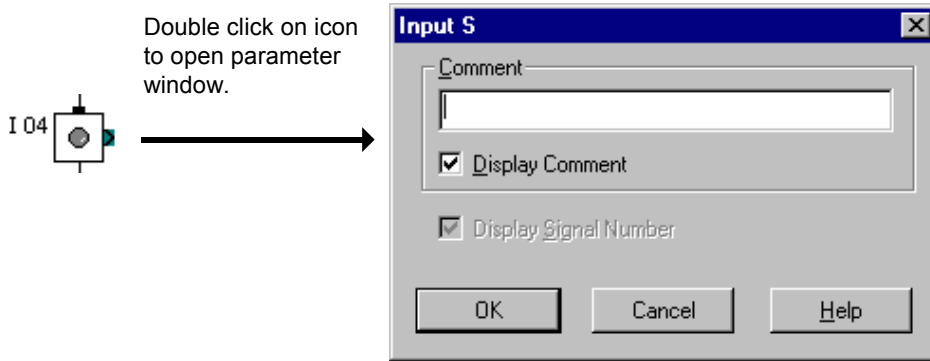 Double click on icon
to open parameter
window.
I 04
Input S
Comment
Display Comment
Display Signal Number
OK
Cancel
Help